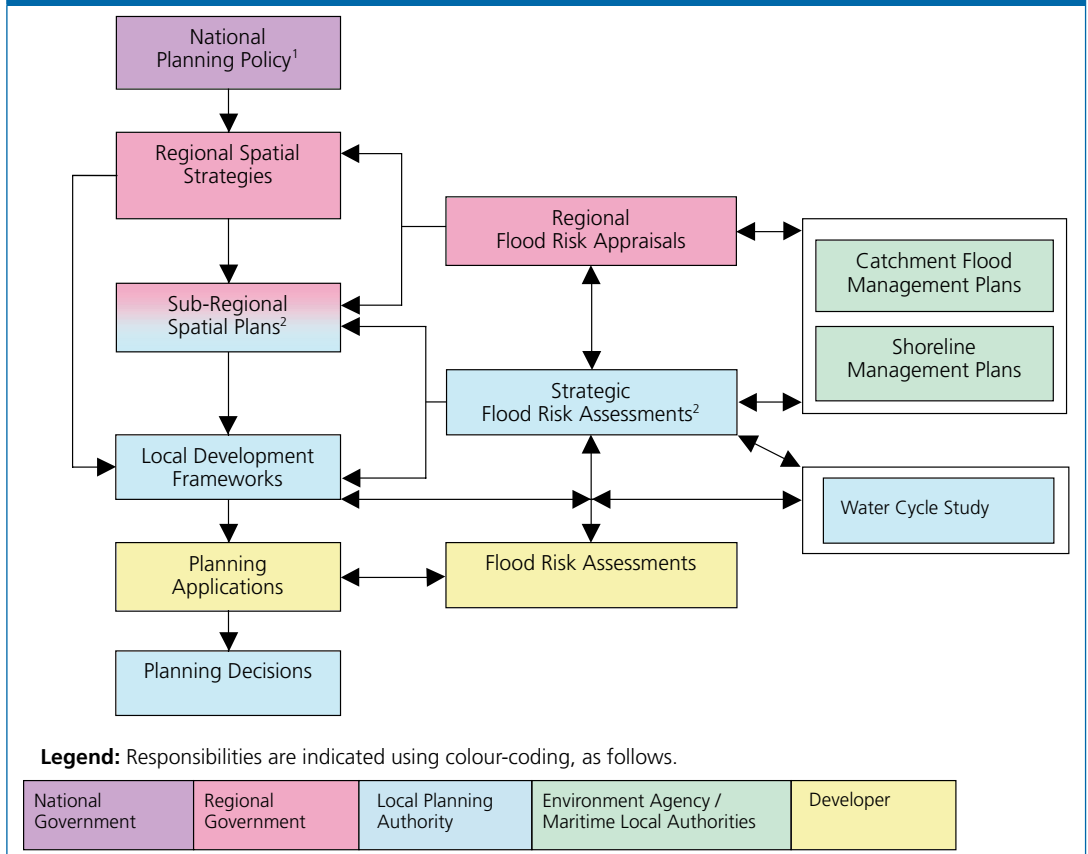 National
Planning Policy¹
Regional Spatial
Strategies
Regional
Flood Risk Appraisals
Catchment Flood
Management Plans
Sub-Regional
Spatial Plans²
Shoreline
Management Plans
Strategic
Flood Risk Assessments²
Local Development
Frameworks
Water Cycle Study
Planning
Applications
Flood Risk Assessments
Planning Decisions
Legend: Responsibilities are indicated using colour-coding, as follows.
National
Government
Regional
Government
Local Planning
Authority
Environment Agency /
Maritime Local Authorities
Developer